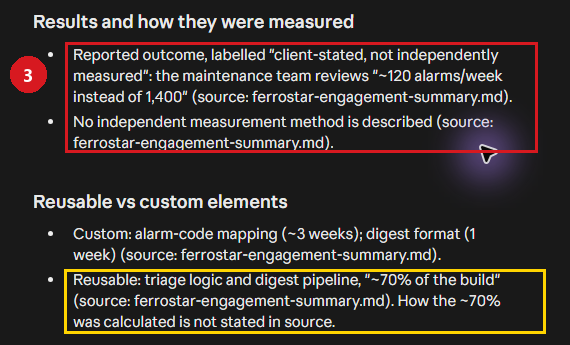 Results and how they were measured
3
Reported outcome, labelled "client-stated, not independently
measured": the maintenance team reviews "~120 alarms/week
instead of 1,400" (source: ferrostar-engagement-summary.md).
No independent measurement method is described (source:
ferrostar-engagement-summary.md).
Reusable vs custom elements
Custom: alarm-code mapping (~3 weeks); digest format (1
week) (source: ferrostar-engagement-summary.md).
Reusable: triage logic and digest pipeline, "~70% of the build"
(source: ferrostar-engagement-summary.md). How the ~70%
was calculated is not stated in source.